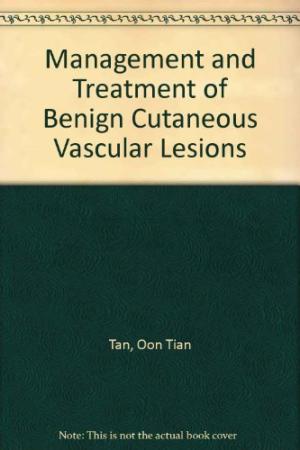 Management and
Treatment of
Benign Cutaneous
Vascular Lesions
Tan, Oon Tian
Note: This is not the actual book cover